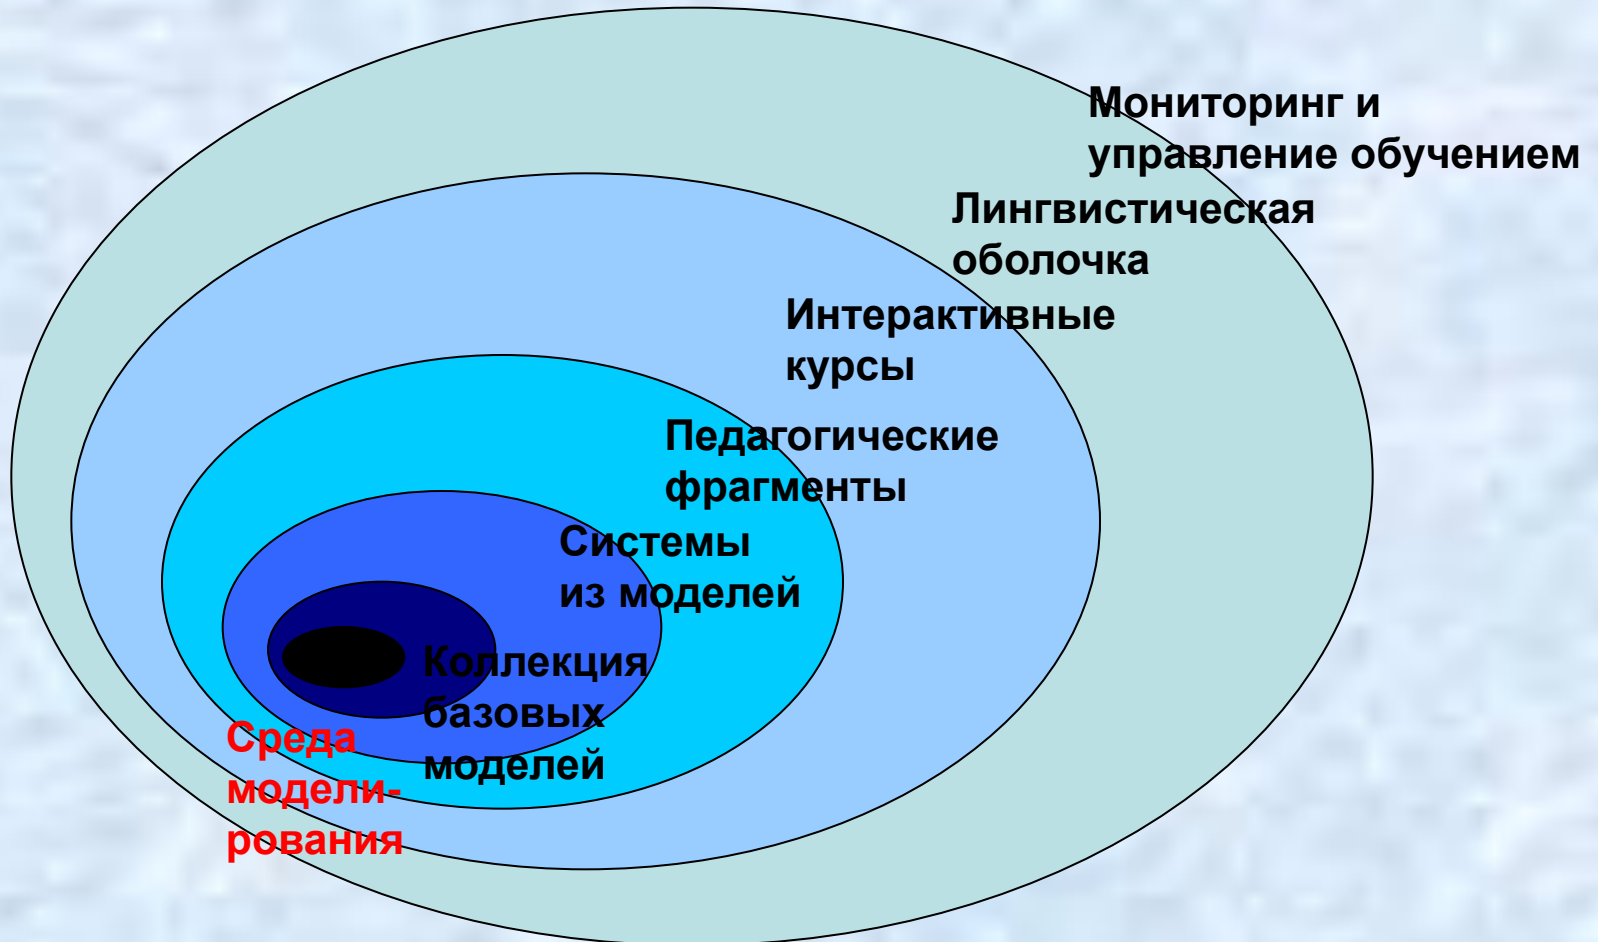 Мониторинг и
управление обучением
Лингвистическая
оболочка
Интерактивные
курсы
Педагогические
фрагменты
Системы
из моделей
Коллекция
базовых
моделей
Среда
модели-
рования